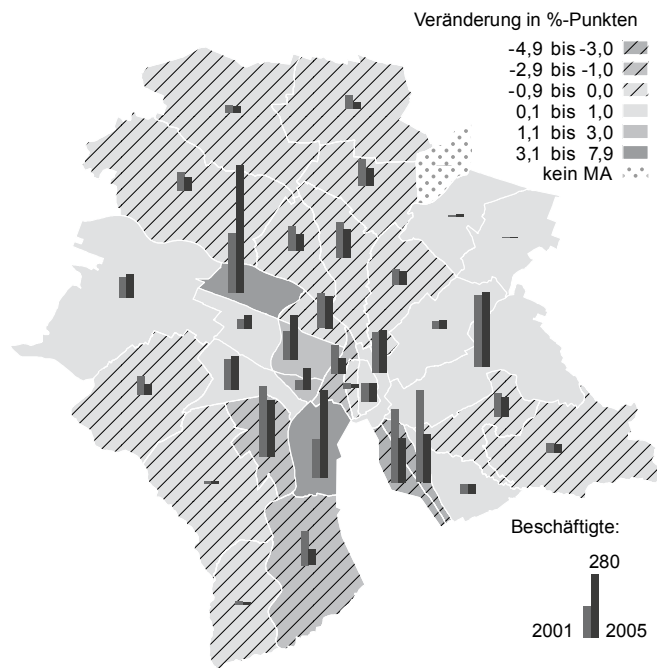 Veränderung in %-Punkten
-4,9 bis -3,0
-2,9 bis -1,0
-0,9 bis 0,0
0,1 bis 1,0
1,1 bis 3,0
3,1 bis 7,9
kein MA
Beschäftigte:
280
2001 2005